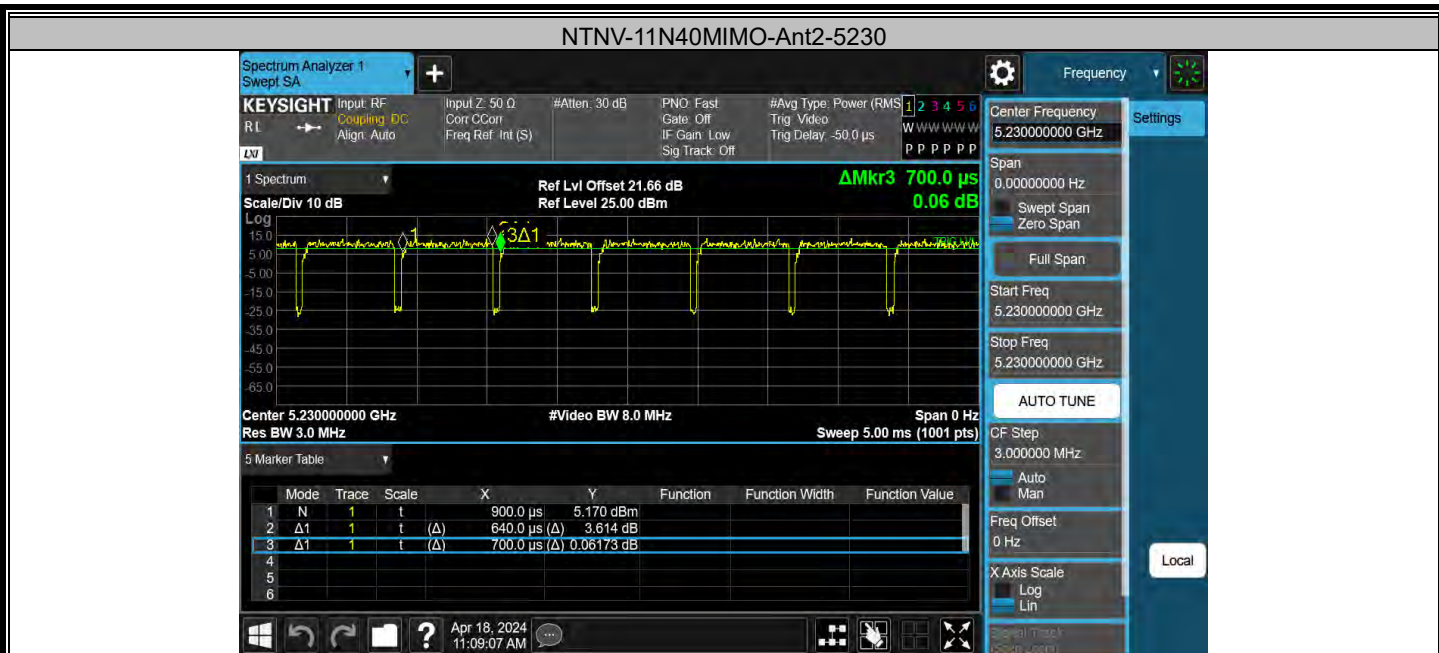 NTNV-11N40MIMO-Ant2-5230
Spectrum Analyzer 1
Swept SA
Frequency
KEYSIGHT
RL
LXI
Input: RF
Coupling: DC
Align: Auto
Input Z: 50 Ω
Corr CCorr
Freq Ref: Int (S)
#Atten: 30 dB
PNO: Fast
Gate: Off
IF Gain: Low
Sig Track: Off
#Avg Type: Power (RMS
Trig: Video
Trig Delay: -50.0 µs
1 2 3 4 5 6
W W W W W W
P P P P P P
1 Spectrum
Scale/Div 10 dB
Ref Lvl Offset 21.66 dB
Ref Level 25.00 dBm
ΔMkr3 700.0 µs
0.06 dB
Log
15.0
5.00
-5.00
-15.0
-25.0
-35.0
-45.0
-55.0
-65.0
1
3Δ1
Center 5.230000000 GHz
#Video BW 8.0 MHz
Span 0 Hz
Res BW 3.0 MHz
Sweep 5.00 ms (1001 pts)
5 Marker Table
Mode Trace Scale X Y Function Function Width Function Value
1 N 1 t 900.0 µs 5.170 dBm
2 Δ1 1 t (Δ) 640.0 µs (Δ) 3.614 dB
3 Δ1 1 t (Δ) 700.0 µs (Δ) 0.06173 dB
4
5
6
?
Apr 18, 2024
11:09:07 AM
Center Frequency
5.230000000 GHz
Settings
Span
0.00000000 Hz
Swept Span
Zero Span
Full Span
Start Freq
5.230000000 GHz
Stop Freq
5.230000000 GHz
AUTO TUNE
CF Step
3.000000 MHz
Auto
Man
Freq Offset
0 Hz
X Axis Scale
Log
Lin
Local